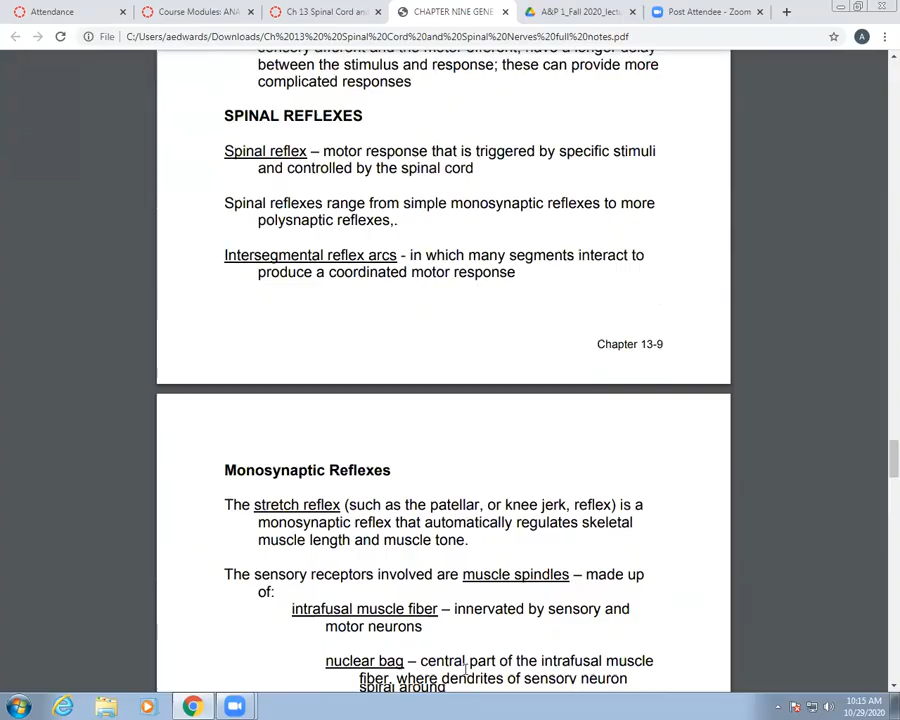 Attendance
Course Modules: ANA
Ch 13 Spinal Cord and
CHAPTER NINE GENE
A&P 1_Fall 2020_lectu
Post Attendee - Zoom
File
C:/Users/aedwards/Downloads/Ch%2013%20%20Spinal%20Cord%20and%20Spinal%20Nerves%20full%20notes.pdf
A
sensory afferent and the motor efferent, have a longer delay
between the stimulus and response; these can provide more
complicated responses
SPINAL REFLEXES
Spinal reflex – motor response that is triggered by specific stimuli
and controlled by the spinal cord
Spinal reflexes range from simple monosynaptic reflexes to more
polysnaptic reflexes,.
Intersegmental reflex arcs - in which many segments interact to
produce a coordinated motor response
Chapter 13-9
Monosynaptic Reflexes
The stretch reflex (such as the patellar, or knee jerk, reflex) is a
monosynaptic reflex that automatically regulates skeletal
muscle length and muscle tone.
The sensory receptors involved are muscle spindles – made up
of:
intrafusal muscle fiber – innervated by sensory and
motor neurons
nuclear bag – central part of the intrafusal muscle
fiber, where dendrites of sensory neuron
spiral around
10:15 AM
10/29/2020